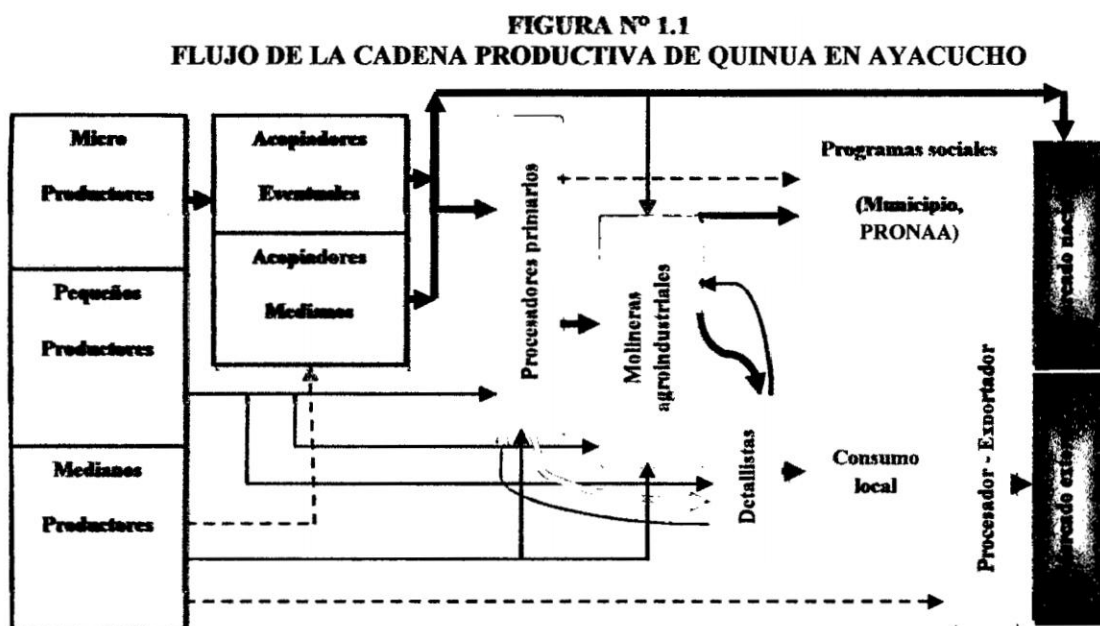 FIGURA Nº 1.1
FLUJO DE LA CADENA PRODUCTIVA DE QUINUA EN AYACUCHO
Micro
Productores
Pequeños
Productores
Medianos
Productores
Acopiadores
Eventuales
Acopiadores
Medianos
Procesadores primarios
Molineras
agroindustriales
Detallistas
Programas sociales
(Municipio,
PRONAA)
Consumo
local
Procesador - Exportador